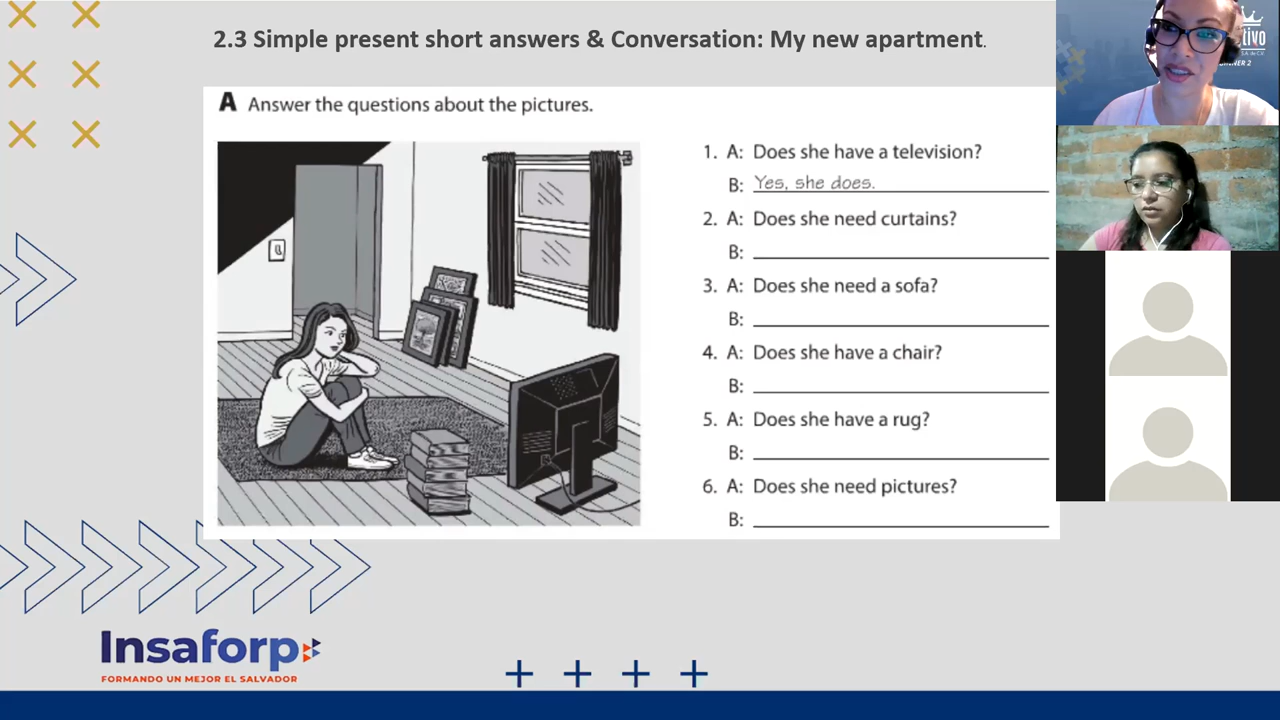 2.3 Simple present short answers & Conversation: My new apartment.
A Answer the questions about the pictures.
1. A: Does she have a television?
B: Yes, she does.
2. A: Does she need curtains?
B:
3. A: Does she need a sofa?
B:
4. A: Does she have a chair?
B:
5. A: Does she have a rug?
B:
6. A: Does she need pictures?
B:
Insaforp
FORMANDO UN MEJOR EL SALVADOR